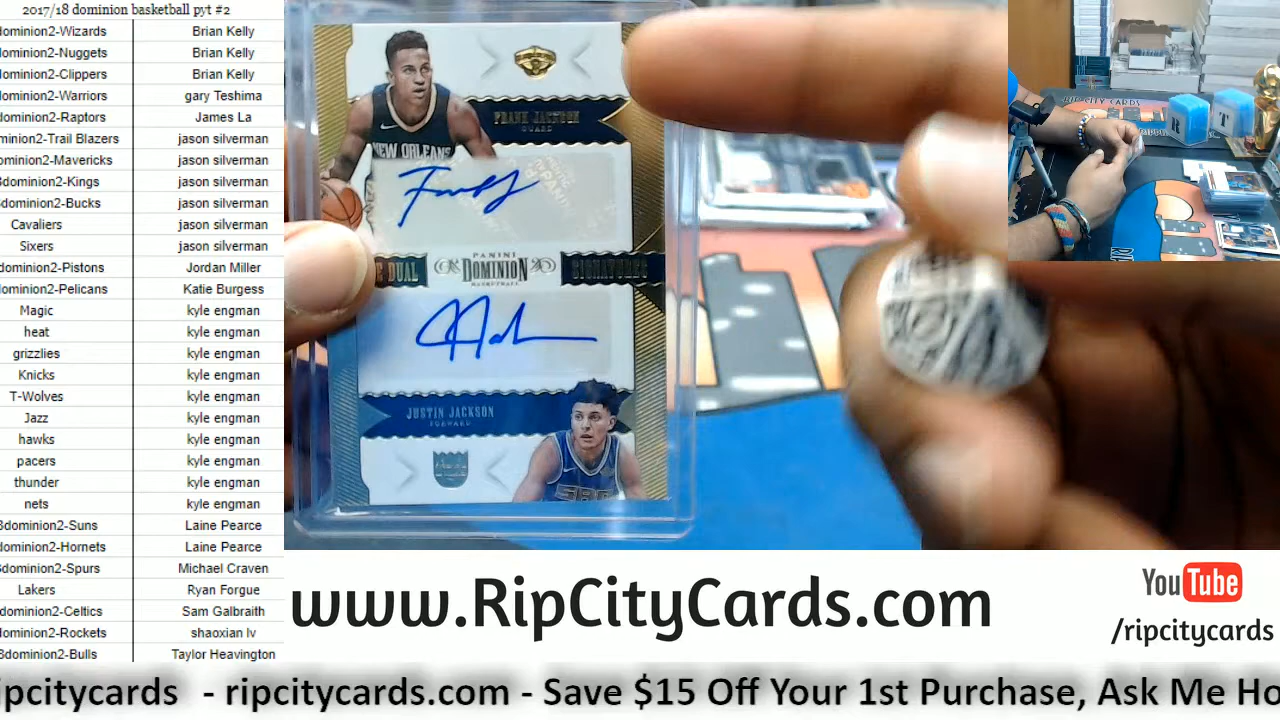 2017/18 dominion basketball pyt #2
dominion2-Wizards Brian Kelly
dominion2-Nuggets Brian Kelly
dominion2-Clippers Brian Kelly
dominion2-Warriors gary Teshima
dominion2-Raptors James La
minion2-Trail Blazers jason silverman
ominion2-Mavericks jason silverman
3dominion2-Kings jason silverman
dominion2-Bucks jason silverman
Cavaliers jason silverman
Sixers jason silverman
dominion2-Pistons Jordan Miller
dominion2-Pelicans Katie Burgess
Magic kyle engman
heat kyle engman
grizzlies kyle engman
Knicks kyle engman
T-Wolves kyle engman
Jazz kyle engman
hawks kyle engman
pacers kyle engman
thunder kyle engman
nets kyle engman
3dominion2-Suns Laine Pearce
dominion2-Hornets Laine Pearce
dominion2-Spurs Michael Craven
Lakers Ryan Forgue
dominion2-Celtics Sam Galbraith
ominion2-Rockets shaoxian lv
3dominion2-Bulls Taylor Heavington
FRANK JACKSON
GUARD
NEW ORLEANS
DUAL PANINI DOMINION BASKETBALL SIGNATURES
JUSTIN JACKSON
FORWARD
SAC
RIP CITY CARDS
R T
www.RipCityCards.com
YouTube
/ripcitycards
ipcitycards - ripcitycards.com - Save $15 Off Your 1st Purchase, Ask Me Ho